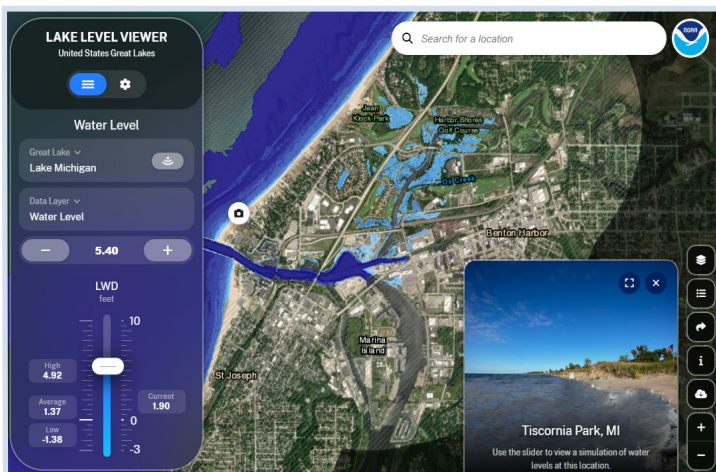 LAKE LEVEL VIEWER
United States Great Lakes
Water Level
Great Lake
Lake Michigan
Data Layer
Water Level
− 5.40 +
LWD
feet
10
High
4.92
Average
1.37
Current
1.90
0
Low
-1.38
-3
Search for a location
NOAA
Jean
Klock Park
Harbor Shores
Golf Course
Ox Creek
Benton Harbor
Marina
Island
St Joseph
Tiscornia Park, MI
Use the slider to view a simulation of water
levels at this location.
i
+
−